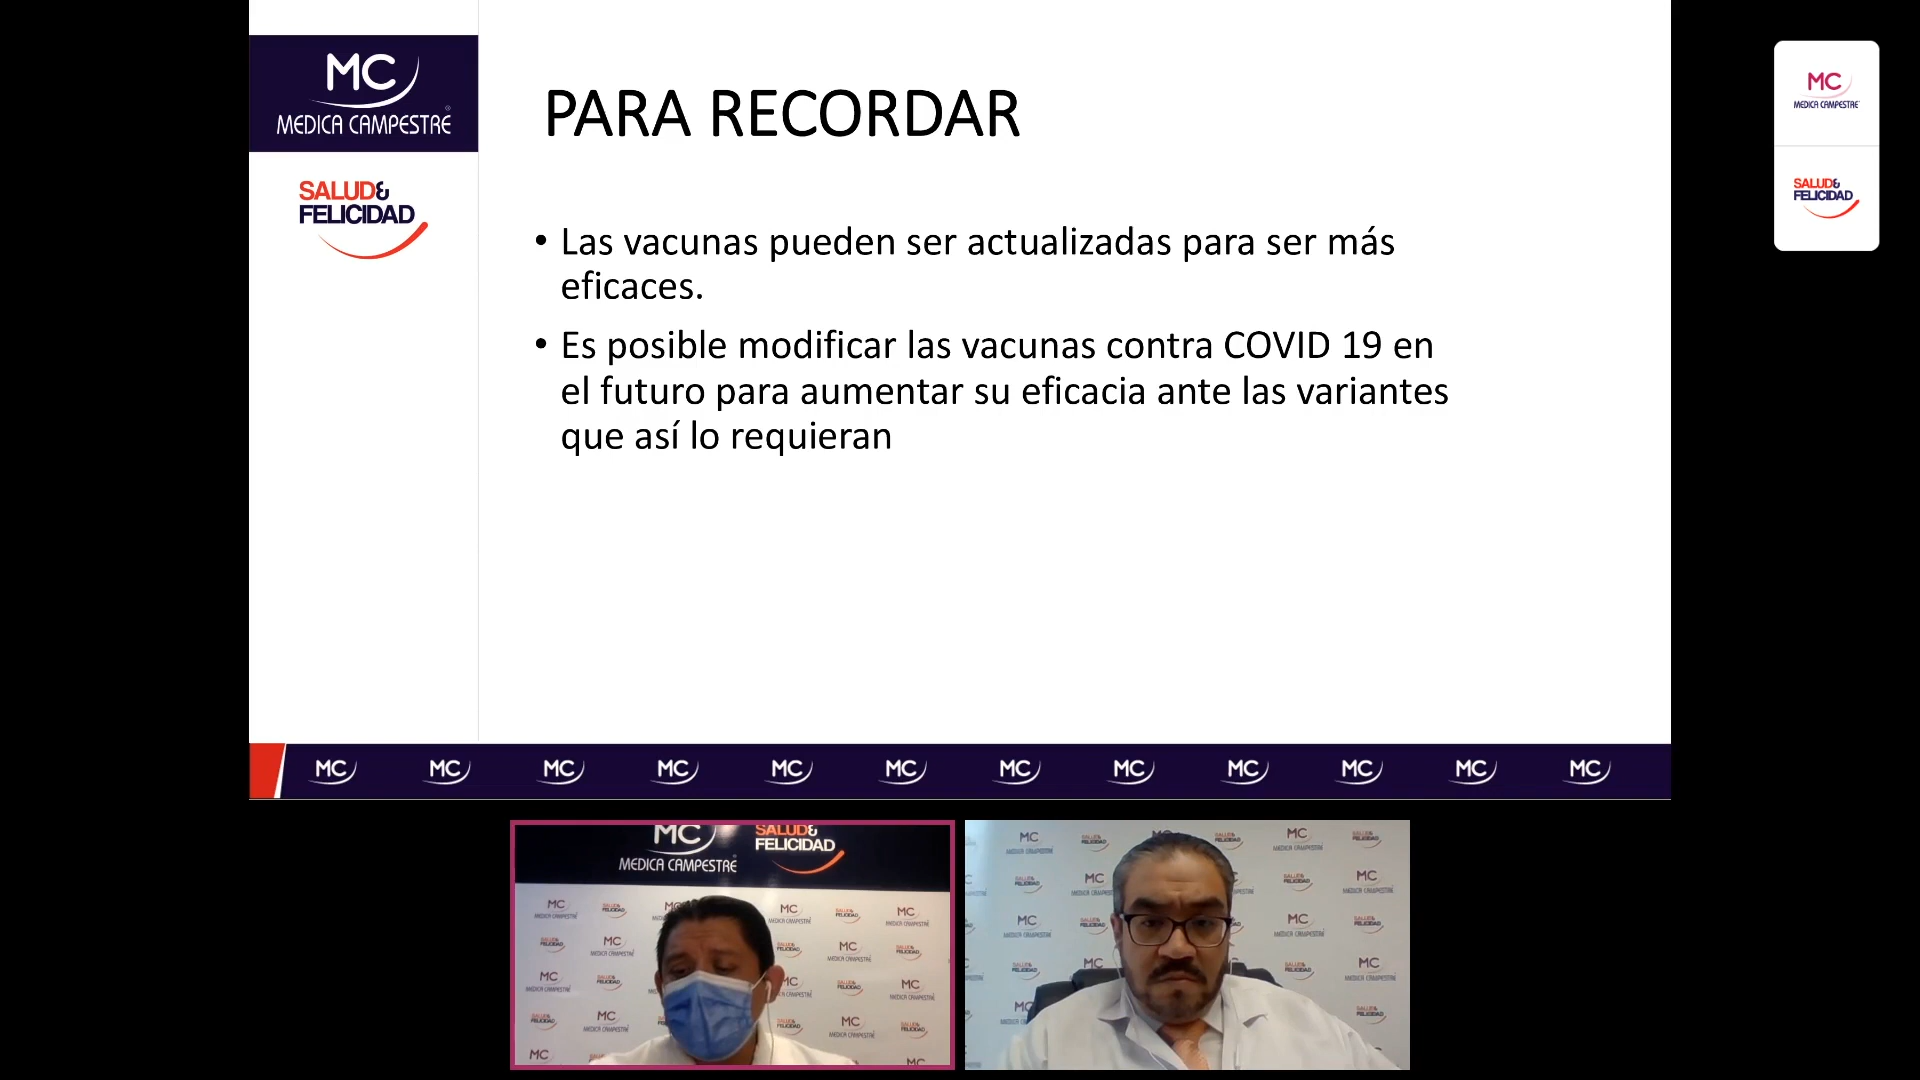 MC
MEDICA CAMPESTRE
SALUD&
FELICIDAD
PARA RECORDAR
• Las vacunas pueden ser actualizadas para ser más
eficaces.
• Es posible modificar las vacunas contra COVID 19 en
el futuro para aumentar su eficacia ante las variantes
que así lo requieran
MC
MEDICA CAMPESTRE
SALUD&
FELICIDAD
MC MC MC MC MC MC MC MC MC MC MC MC
MC
MEDICA CAMPESTRE
SALUD&
FELICIDAD